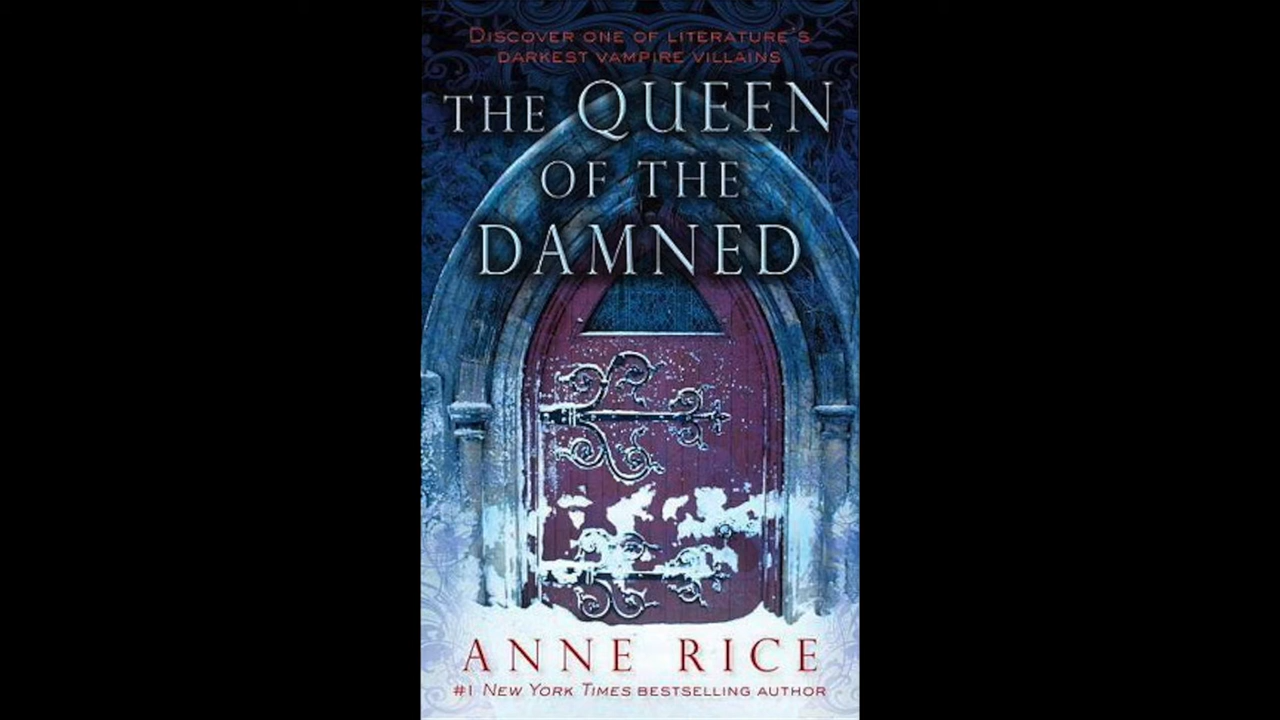 DISCOVER ONE OF LITERATURE'S
DARKEST VAMPIRE VILLAINS
THE QUEEN
OF THE
DAMNED
ANNE RICE
#1 NEW YORK TIMES BESTSELLING AUTHOR